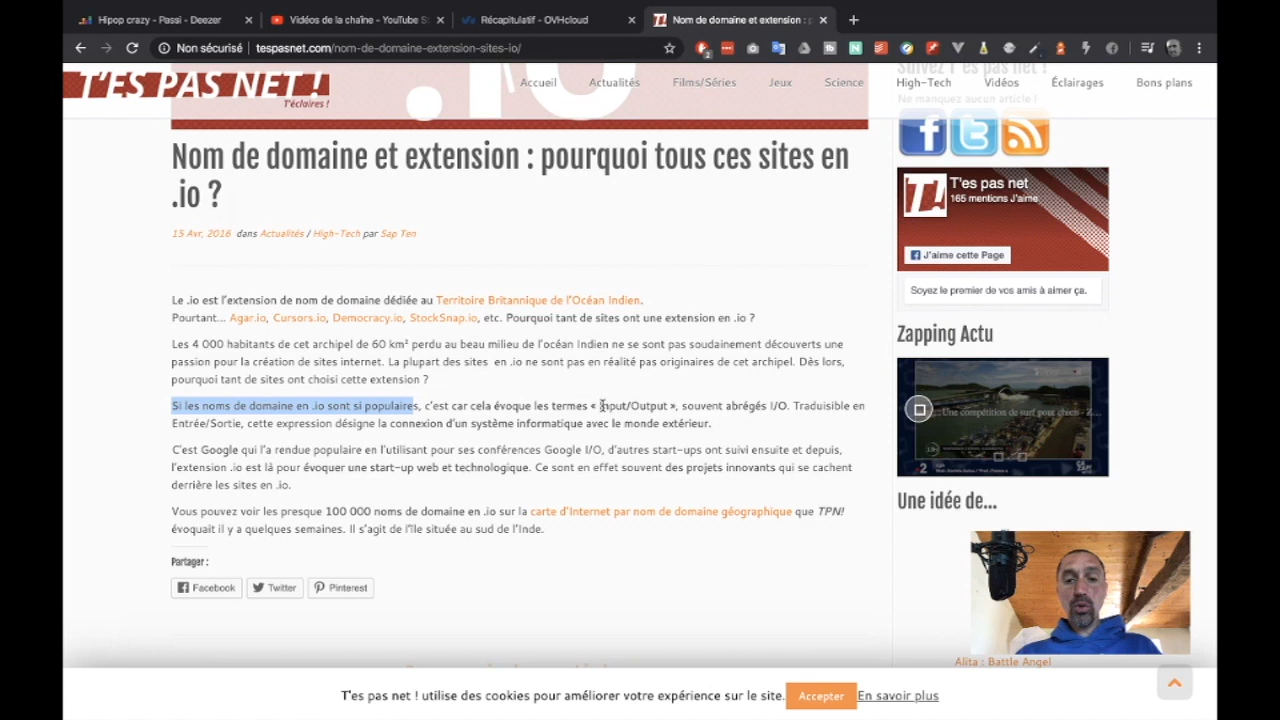 Hipop crazy - Passi - Deezer
Vidéos de la chaîne - YouTube S
Récapitulatif - OVHcloud
Nom de domaine et extension : p
Non sécurisé
tespasnet.com/nom-de-domaine-extension-sites-io/
T'ES PAS NET !
T'éclaires !
Accueil
Actualités
Films/Séries
Jeux
Science
High-Tech
Vidéos
Éclairages
Bons plans
.IO
Nom de domaine et extension : pourquoi tous ces sites en
.io ?
15 Avr, 2016 dans Actualités / High-Tech par Sap Ten
Le .io est l'extension de nom de domaine dédiée au Territoire Britannique de l'Océan Indien.
Pourtant... Agar.io, Cursors.io, Democracy.io, StockSnap.io, etc. Pourquoi tant de sites ont une extension en .io ?
Les 4 000 habitants de cet archipel de 60 km² perdu au beau milieu de l'océan Indien ne se sont pas soudainement découverts une
passion pour la création de sites internet. La plupart des sites en .io ne sont pas en réalité pas originaires de cet archipel. Dès lors,
pourquoi tant de sites ont choisi cette extension ?
Si les noms de domaine en .io sont si populaires, c'est car cela évoque les termes « Input/Output », souvent abrégés I/O. Traduisible en
Entrée/Sortie, cette expression désigne la connexion d'un système informatique avec le monde extérieur.
C'est Google qui l'a rendue populaire en l'utilisant pour ses conférences Google I/O, d'autres start-ups ont suivi ensuite et depuis,
l'extension .io est là pour évoquer une start-up web et technologique. Ce sont en effet souvent des projets innovants qui se cachent
derrière les sites en .io.
Vous pouvez voir les presque 100 000 noms de domaine en .io sur la carte d'Internet par nom de domaine géographique que TPN!
évoquait il y a quelques semaines. Il s'agit de l'île située au sud de l'Inde.
Partager :
Facebook
Twitter
Pinterest
Suivez T'es pas net !
Ne manquez aucun article !
T'es pas net
165 mentions J'aime
J'aime cette Page
Soyez le premier de vos amis à aimer ça.
Zapping Actu
Une compétition de surf pour chiens - Z...
Une idée de...
Alita : Battle Angel
T'es pas net ! utilise des cookies pour améliorer votre expérience sur le site.
Accepter
En savoir plus